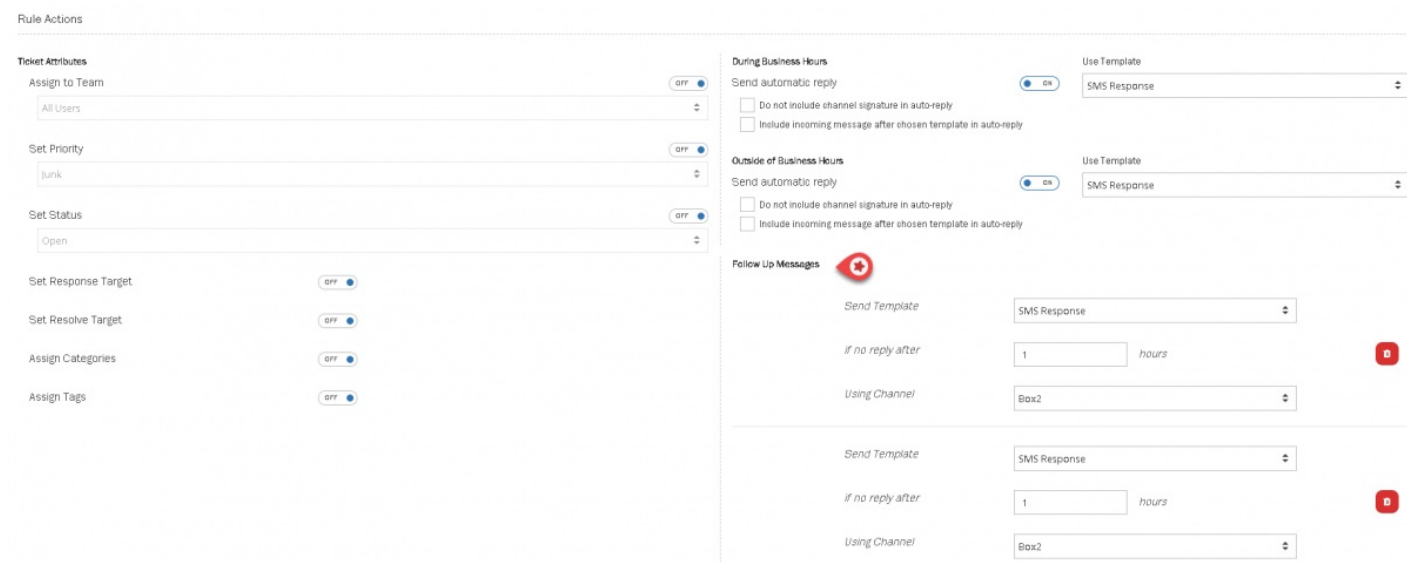 Rule Actions
Ticket Attributes
Assign to Team
OFF
All Users
Set Priority
OFF
Junk
Set Status
OFF
Open
Set Response Target
OFF
Set Resolve Target
OFF
Assign Categories
OFF
Assign Tags
OFF
During Business Hours
Use Template
Send automatic reply
ON
SMS Response
Do not include channel signature in auto-reply
Include incoming message after chosen template in auto-reply
Outside of Business Hours
Use Template
Send automatic reply
ON
SMS Response
Do not include channel signature in auto-reply
Include incoming message after chosen template in auto-reply
Follow Up Messages
Send Template
SMS Response
if no reply after
1
hours
Using Channel
Box2
Send Template
SMS Response
if no reply after
1
hours
Using Channel
Box2